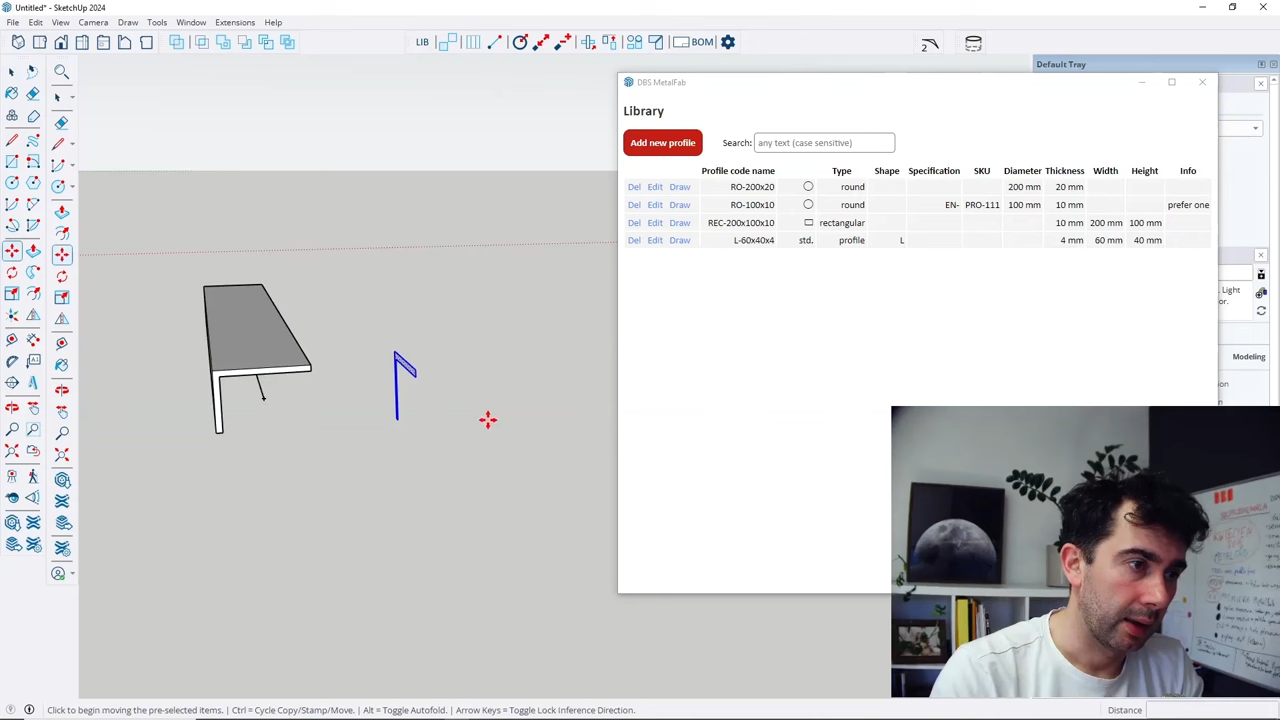 Untitled* - SketchUp 2024
File Edit View Camera Draw Tools Window Extensions Help
LIB BOM 2
Default Tray
DBS MetalFab
Library
Add new profile Search: any text (case sensitive)
Profile code name Type Shape Specification SKU Diameter Thickness Width Height Info
Del Edit Draw RO-200x20 round 200 mm 20 mm
Del Edit Draw RO-100x10 round EN- PRO-111 100 mm 10 mm prefer one
Del Edit Draw REC-200x100x10 rectangular 10 mm 200 mm 100 mm
Del Edit Draw L-60x40x4 std. profile L 4 mm 60 mm 40 mm
Light
or.
Modeling
Click to begin moving the pre-selected items. | Ctrl = Cycle Copy/Stamp/Move. | Alt = Toggle Autofold. | Arrow Keys = Toggle Lock Inference Direction.
Distance